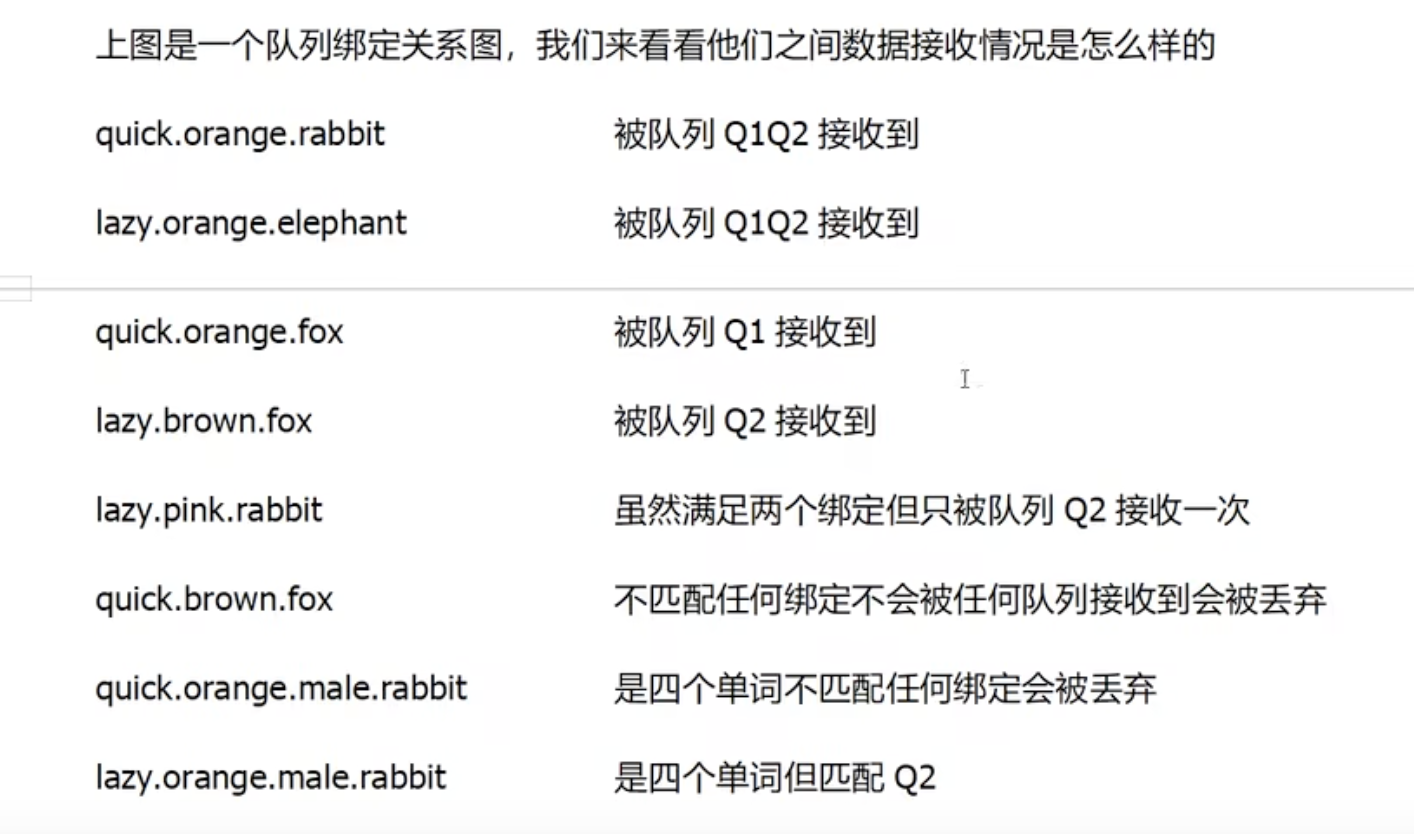 上图是一个队列绑定关系图，我们来看看他们之间数据接收情况是怎么样的
quick.orange.rabbit 被队列 Q1Q2 接收到
lazy.orange.elephant 被队列 Q1Q2 接收到
quick.orange.fox 被队列 Q1 接收到
lazy.brown.fox 被队列 Q2 接收到
lazy.pink.rabbit 虽然满足两个绑定但只被队列 Q2 接收一次
quick.brown.fox 不匹配任何绑定不会被任何队列接收到会被丢弃
quick.orange.male.rabbit 是四个单词不匹配任何绑定会被丢弃
lazy.orange.male.rabbit 是四个单词但匹配 Q2